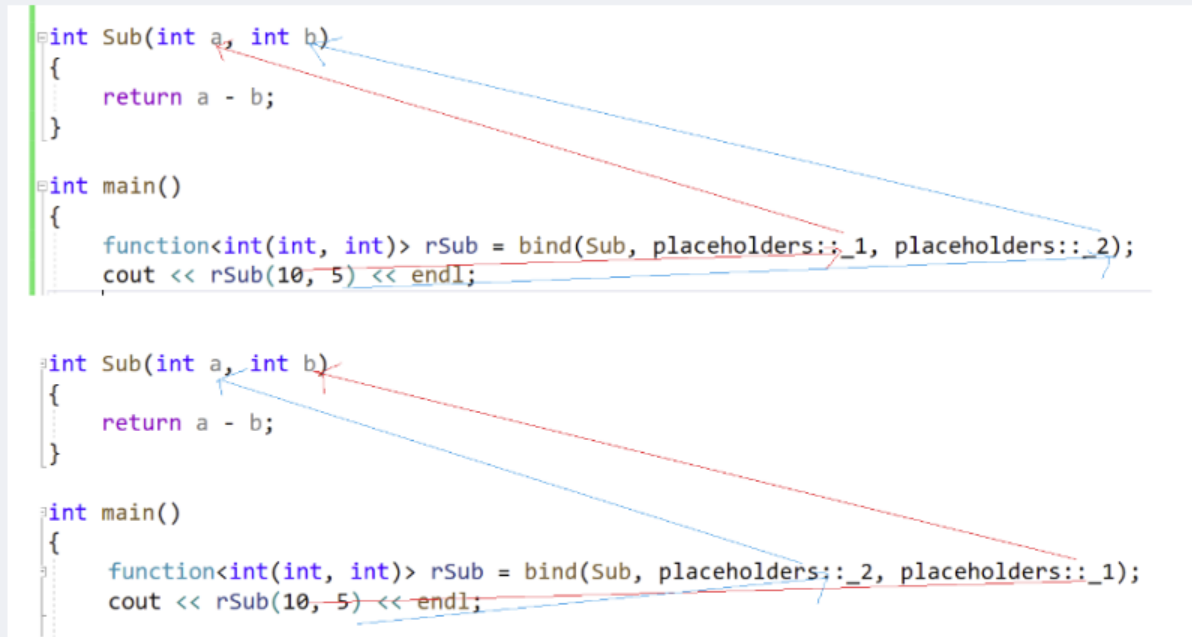 int Sub(int a, int b)
{
return a - b;
}
int main()
{
function<int(int, int)> rSub = bind(Sub, placeholders::_1, placeholders::_2);
cout << rSub(10, 5) << endl;
int Sub(int a, int b)
{
return a - b;
}
int main()
{
function<int(int, int)> rSub = bind(Sub, placeholders::_2, placeholders::_1);
cout << rSub(10, 5) << endl;